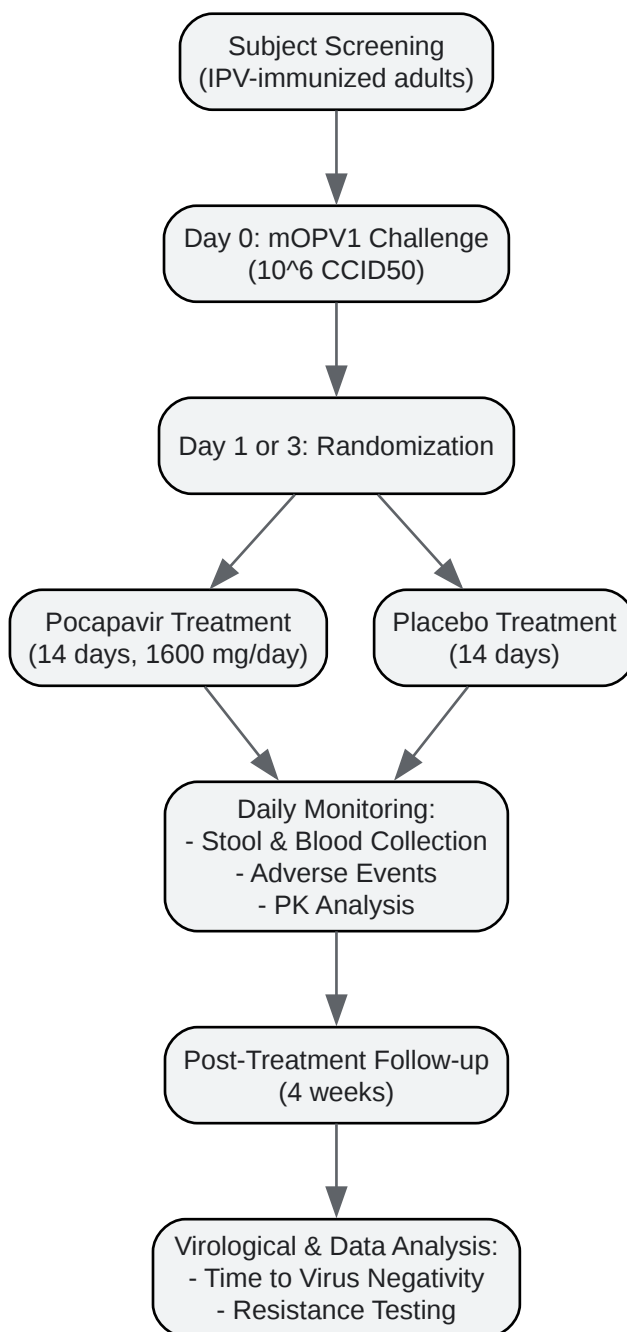 Subject Screening
(IPV-immunized adults)
Day 0: mOPV1 Challenge
(10^6 CCID50)
Day 1 or 3: Randomization
Pocapavir Treatment
(14 days, 1600 mg/day)
Placebo Treatment
(14 days)
Daily Monitoring:
- Stool & Blood Collection
- Adverse Events
- PK Analysis
Post-Treatment Follow-up
(4 weeks)
Virological & Data Analysis:
- Time to Virus Negativity
- Resistance Testing